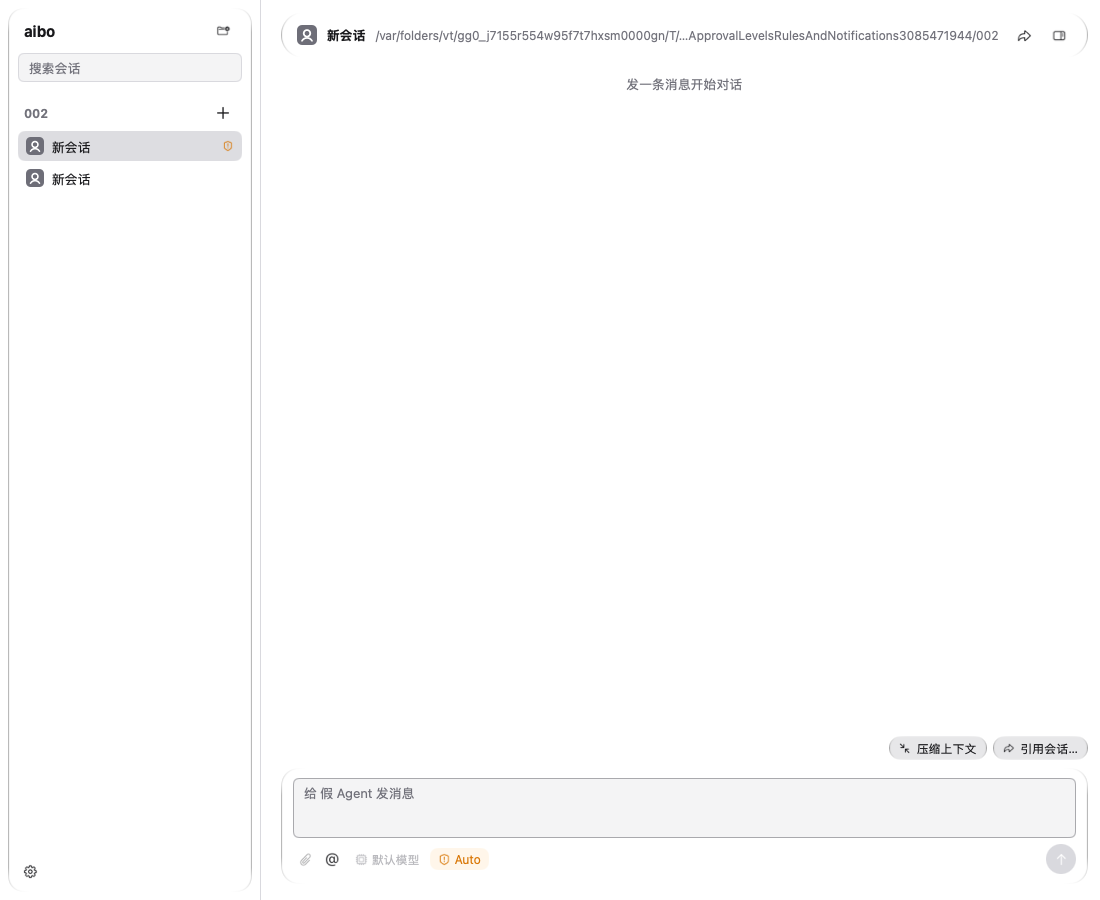 aibo
搜索会话
002
新会话
新会话
新会话 /var/folders/vt/gg0_j7155r554w95f7t7hxsm0000gn/T/...ApprovalLevelsRulesAndNotifications3085471944/002
发一条消息开始对话
压缩上下文 引用会话...
给 假 Agent 发消息
@ 默认模型 Auto